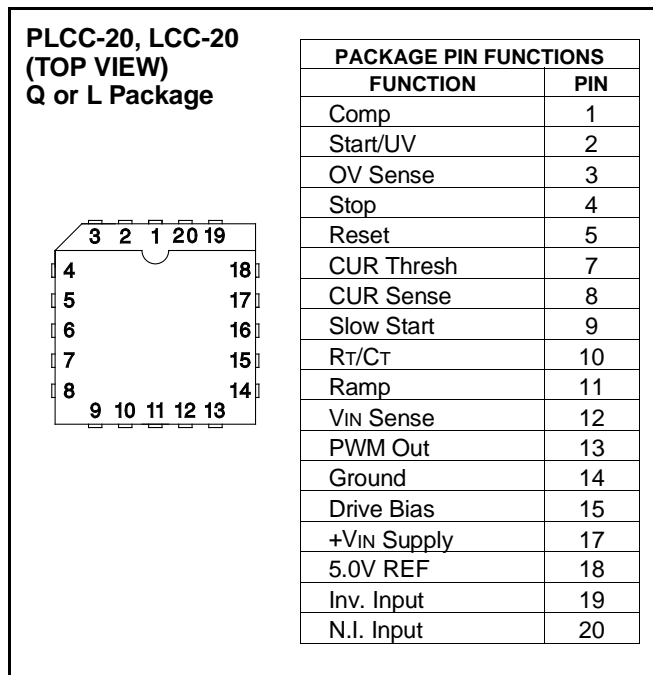 PLCC-20, LCC-20
(TOP VIEW)
Q or L Package
3 2 1 20 19
4 18
5 17
6 16
7 15
8 14
9 10 11 12 13
PACKAGE PIN FUNCTIONS
FUNCTION PIN
Comp 1
Start/UV 2
OV Sense 3
Stop 4
Reset 5
CUR Thresh 7
CUR Sense 8
Slow Start 9
RT/CT 10
Ramp 11
VIN Sense 12
PWM Out 13
Ground 14
Drive Bias 15
+VIN Supply 17
5.0V REF 18
Inv. Input 19
N.I. Input 20